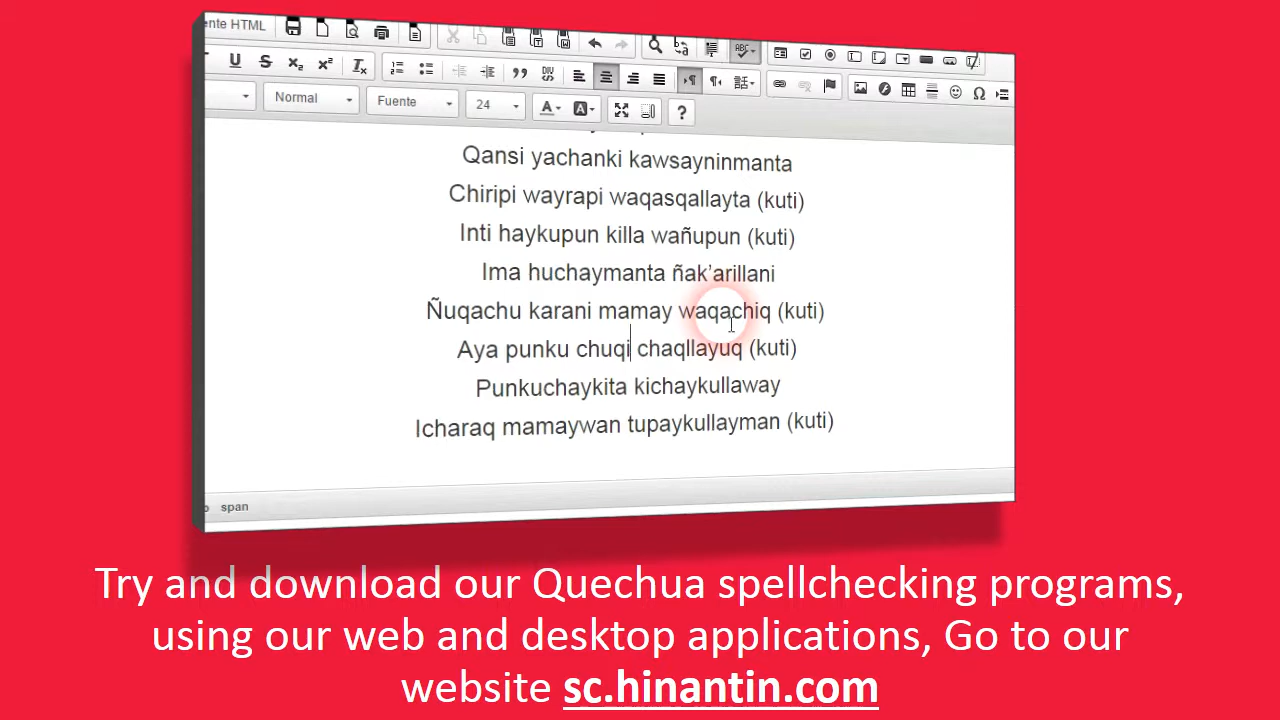 ente HTML
Normal Fuente 24
Qansi yachanki kawsayninmanta
Chiripi wayrapi waqasqallayta (kuti)
Inti haykupun killa wañupun (kuti)
Ima huchaymanta ñak'arillani
Ñuqachu karani mamay waqachiq (kuti)
Aya punku chuqi chaqllayuq (kuti)
Punkuchaykita kichaykullaway
Icharaq mamaywan tupaykullayman (kuti)
span
Try and download our Quechua spellchecking programs,
using our web and desktop applications, Go to our
website sc.hinantin.com